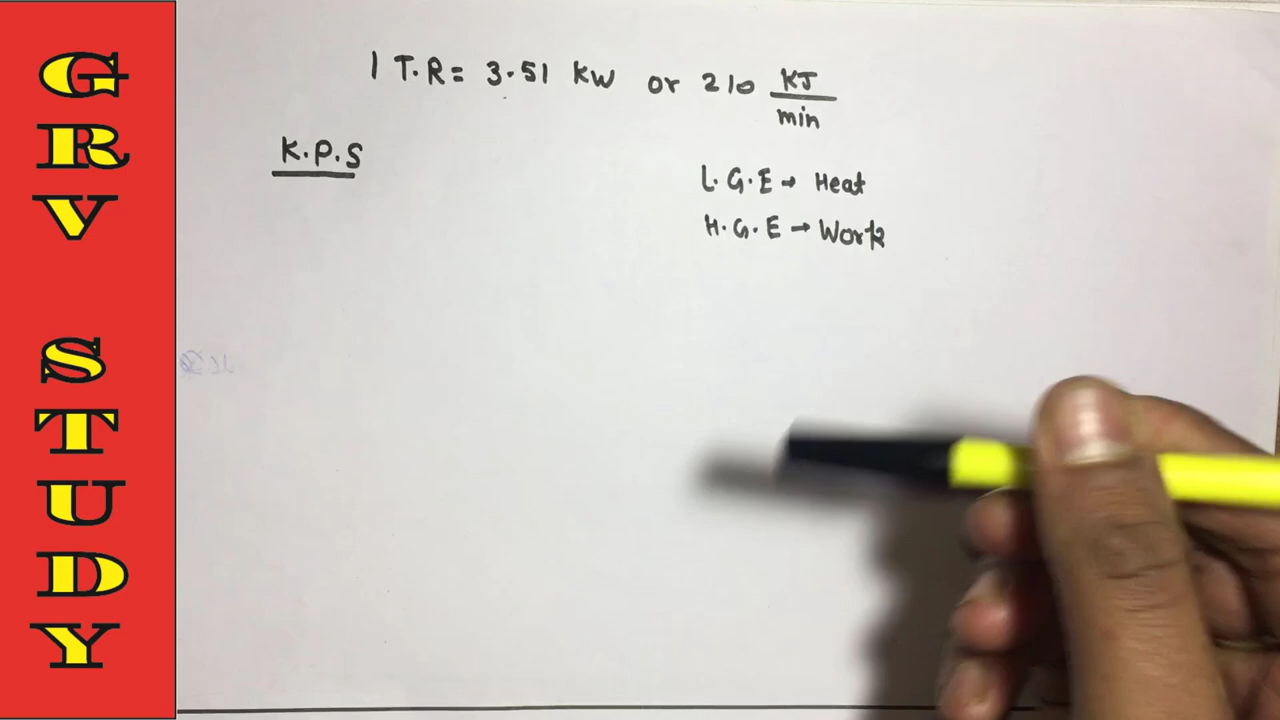 GRV STUDY
1 T.R = 3.51 KW or 210 KJ/min
K.P.S
L.G.E → Heat
H.G.E → Work